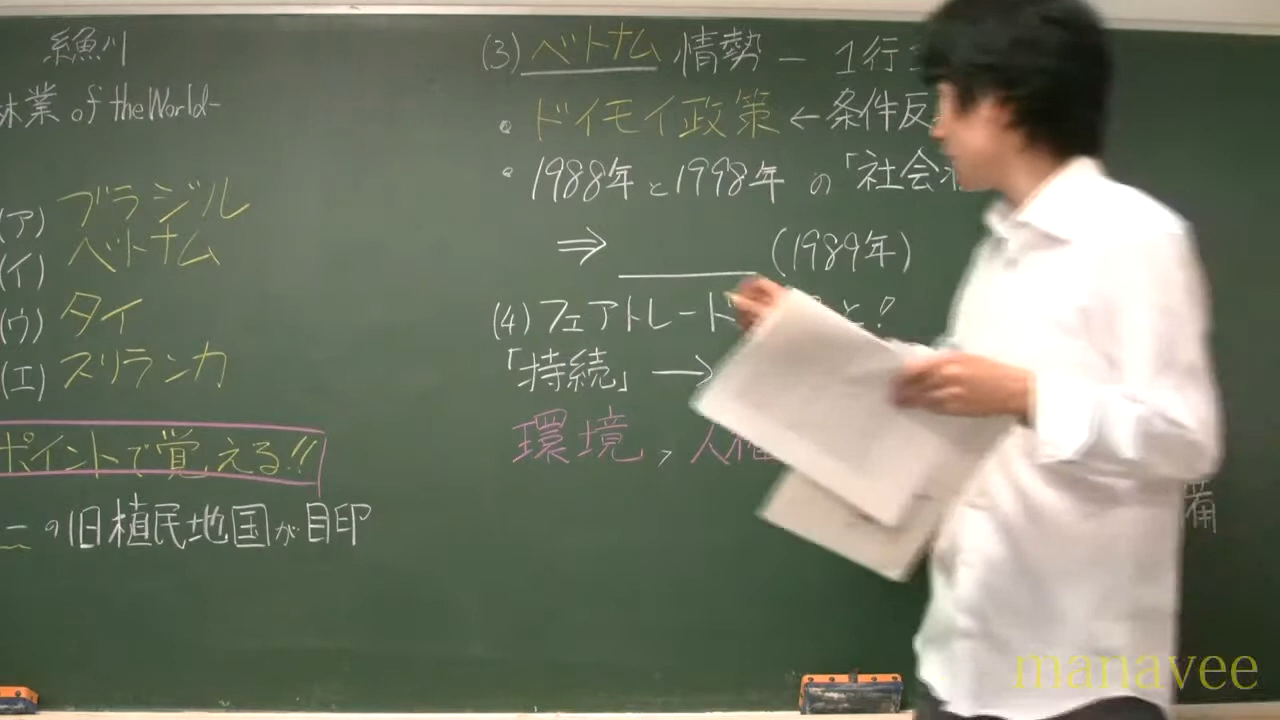 糸魚川
林業 of the World-
(ア) ブラジル
(イ) ベトナム
(ウ) タイ
(エ) スリランカ
ポイントで覚える!!
ニの旧植民地国が目印
(3) ベトナム 情勢 - 1行
・ドイモイ政策 ← 条件反
・1988年と1998年の「社会
⇒ (1989年)
(4) フェアトレード と?
「持続」→
環境, 人権
備
manavee